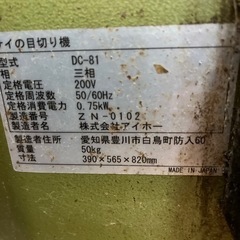 サイの目切り機
型式 DC-81
三相
定格電圧 200V
定格周波数 50/60Hz
定格消費電力 0.75kW
製造番号 ZN-0102
製造者 株式会社アイホー
製造者住所 愛知県豊川市白鳥町防入60
質量 50kg
寸法 390×565×820mm
MADE IN JAPAN